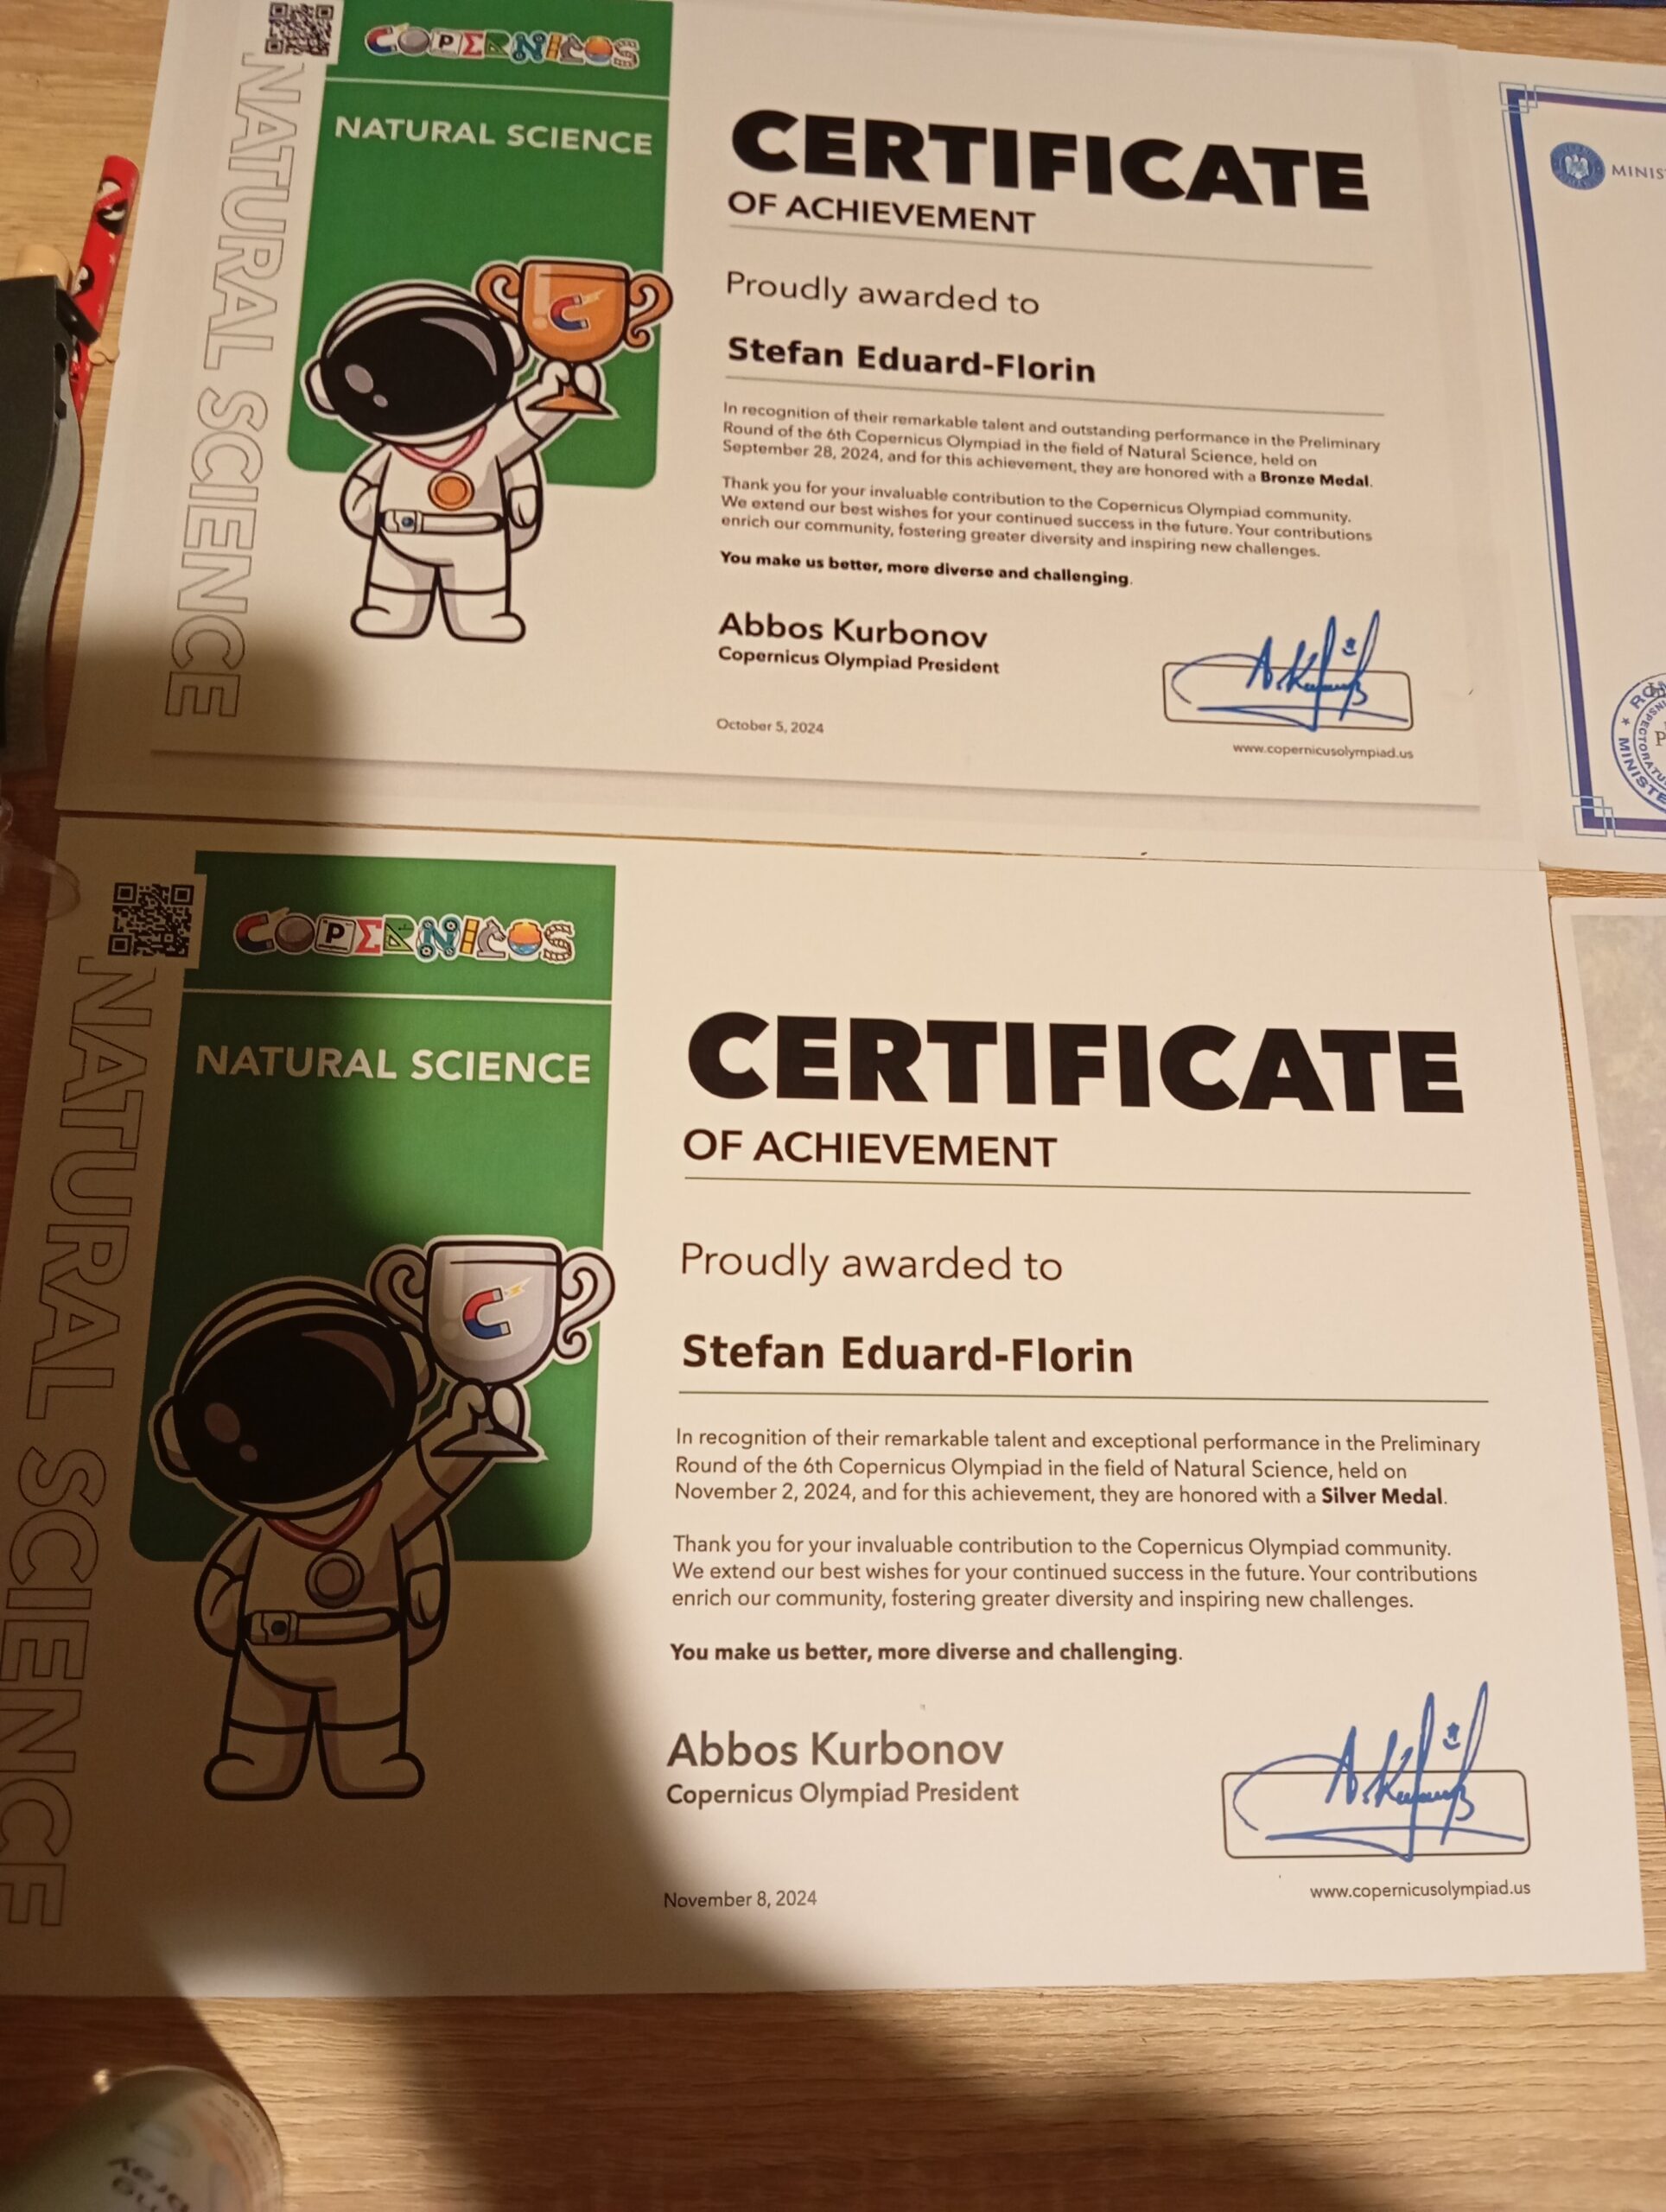 COPERNICOS
NATURAL SCIENCE
NATURAL SCIENCE
CERTIFICATE
OF ACHIEVEMENT
Proudly awarded to
Stefan Eduard-Florin
In recognition of their remarkable talent and outstanding performance in the Preliminary
Round of the 6th Copernicus Olympiad in the field of Natural Science, held on
September 28, 2024, and for this achievement, they are honored with a Bronze Medal.
Thank you for your invaluable contribution to the Copernicus Olympiad community.
We extend our best wishes for your continued success in the future. Your contributions
enrich our community, fostering greater diversity and inspiring new challenges.
You make us better, more diverse and challenging.
Abbos Kurbonov
Copernicus Olympiad President
October 5, 2024
www.copernicusolympiad.us
MINIS
COPERNICOS
NATURAL SCIENCE
NATURAL SCIENCE
CERTIFICATE
OF ACHIEVEMENT
Proudly awarded to
Stefan Eduard-Florin
In recognition of their remarkable talent and exceptional performance in the Preliminary
Round of the 6th Copernicus Olympiad in the field of Natural Science, held on
November 2, 2024, and for this achievement, they are honored with a Silver Medal.
Thank you for your invaluable contribution to the Copernicus Olympiad community.
We extend our best wishes for your continued success in the future. Your contributions
enrich our community, fostering greater diversity and inspiring new challenges.
You make us better, more diverse and challenging.
Abbos Kurbonov
Copernicus Olympiad President
November 8, 2024
www.copernicusolympiad.us